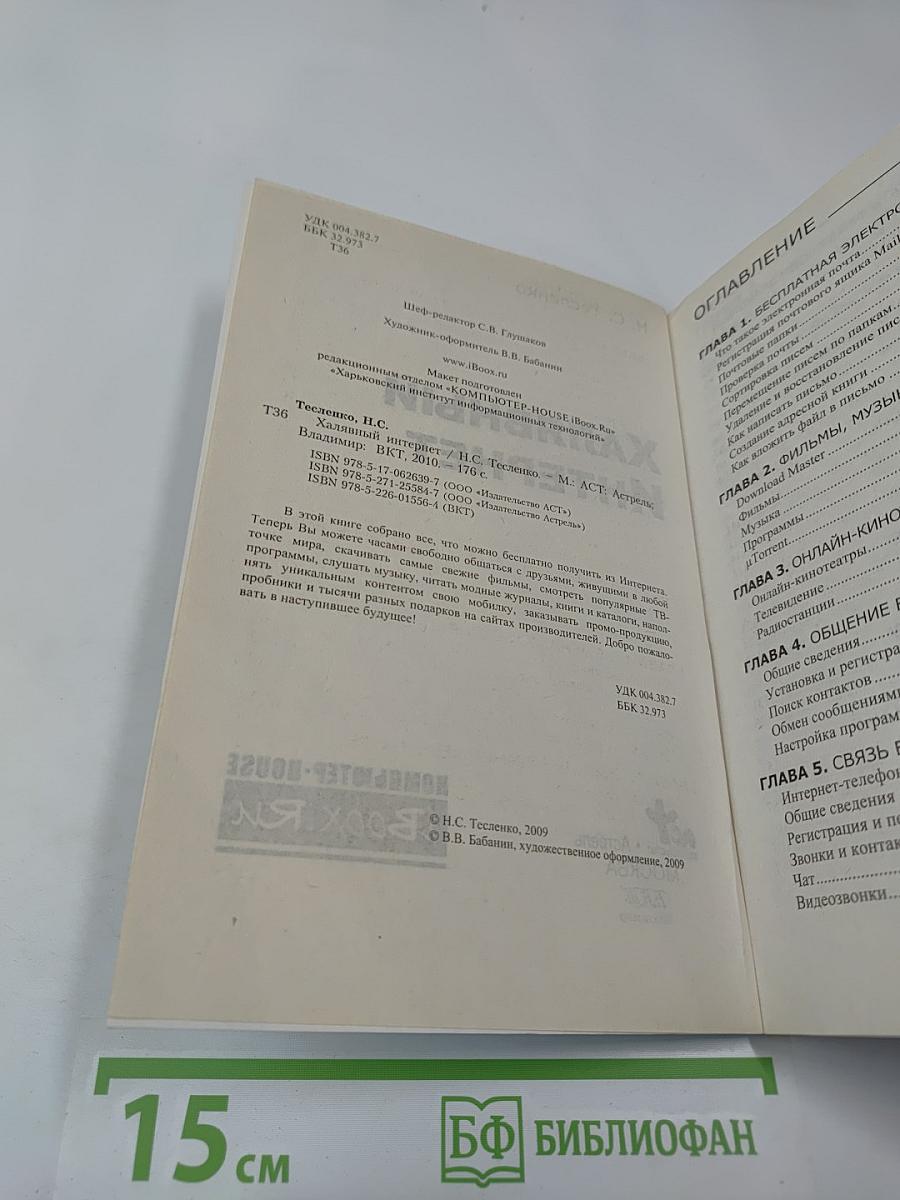 УДК 004.382.7
ББК 32.973
Т36
Шеф-редактор С.В. Глушаков
Художник-оформитель В.В. Бабанин
www.iBoox.ru
Макет подготовлен
редакционным отделом «КОМПЬЮТЕР-HOUSE iBoox.Ru»
«Харьковский институт информационных технологий»
Тесленко, Н.С.
Т36 Халявный интернет / Н.С. Тесленко. – М.: АСТ; Астрель;
Владимир: ВКТ, 2010. – 176 с.
ISBN 978-5-17-062639-7 (ООО «Издательство АСТ»)
ISBN 978-5-271-25584-7 (ООО «Издательство Астрель»)
ISBN 978-5-226-01556-4 (ВКТ)
В этой книге собрано все, что можно бесплатно получить из Интернета.
Теперь Вы можете часами свободно общаться с друзьями, живущими в любой
точке мира, скачивать самые свежие фильмы, смотреть популярные ТВ-
программы, слушать музыку, читать модные журналы, книги и каталоги, напол-
нять уникальным контентом свою мобилку, заказывать промо-продукцию,
пробники и тысячи разных подарков на сайтах производителей. Добро пожало-
вать в наступившее будущее!
УДК 004.382.7
ББК 32.973
© Н.С. Тесленко, 2009
© В.В. Бабанин, художественное оформление, 2009
ОГЛАВЛЕНИЕ
ГЛАВА 1. БЕСПЛАТНАЯ ЭЛЕКТРО
Что такое электронная почта
Регистрация почтового ящика Mail
Почтовые папки
Проверка почты
Сортировка писем
Перемещение писем по папкам
Удаление и восстановление пис
Как написать письмо
Создание адресной книги
Как вложить файл в письмо
ГЛАВА 2. ФИЛЬМЫ, МУЗЫ
Download Master
Фильмы
Музыка
Программы
µTorrent
ГЛАВА 3. ОНЛАЙН-КИНО
Онлайн-кинотеатры
Телевидение
Радиостанции
ГЛАВА 4. ОБЩЕНИЕ В
Общие сведения
Установка и регистра
Поиск контактов
Обмен сообщениями
Настройка програм
ГЛАВА 5. СВЯЗЬ
Интернет-телефо
Общие сведения
Регистрация и по
Звонки и конта
Чат
Видеозвонки
15 см
БФ БИБЛИОФАН